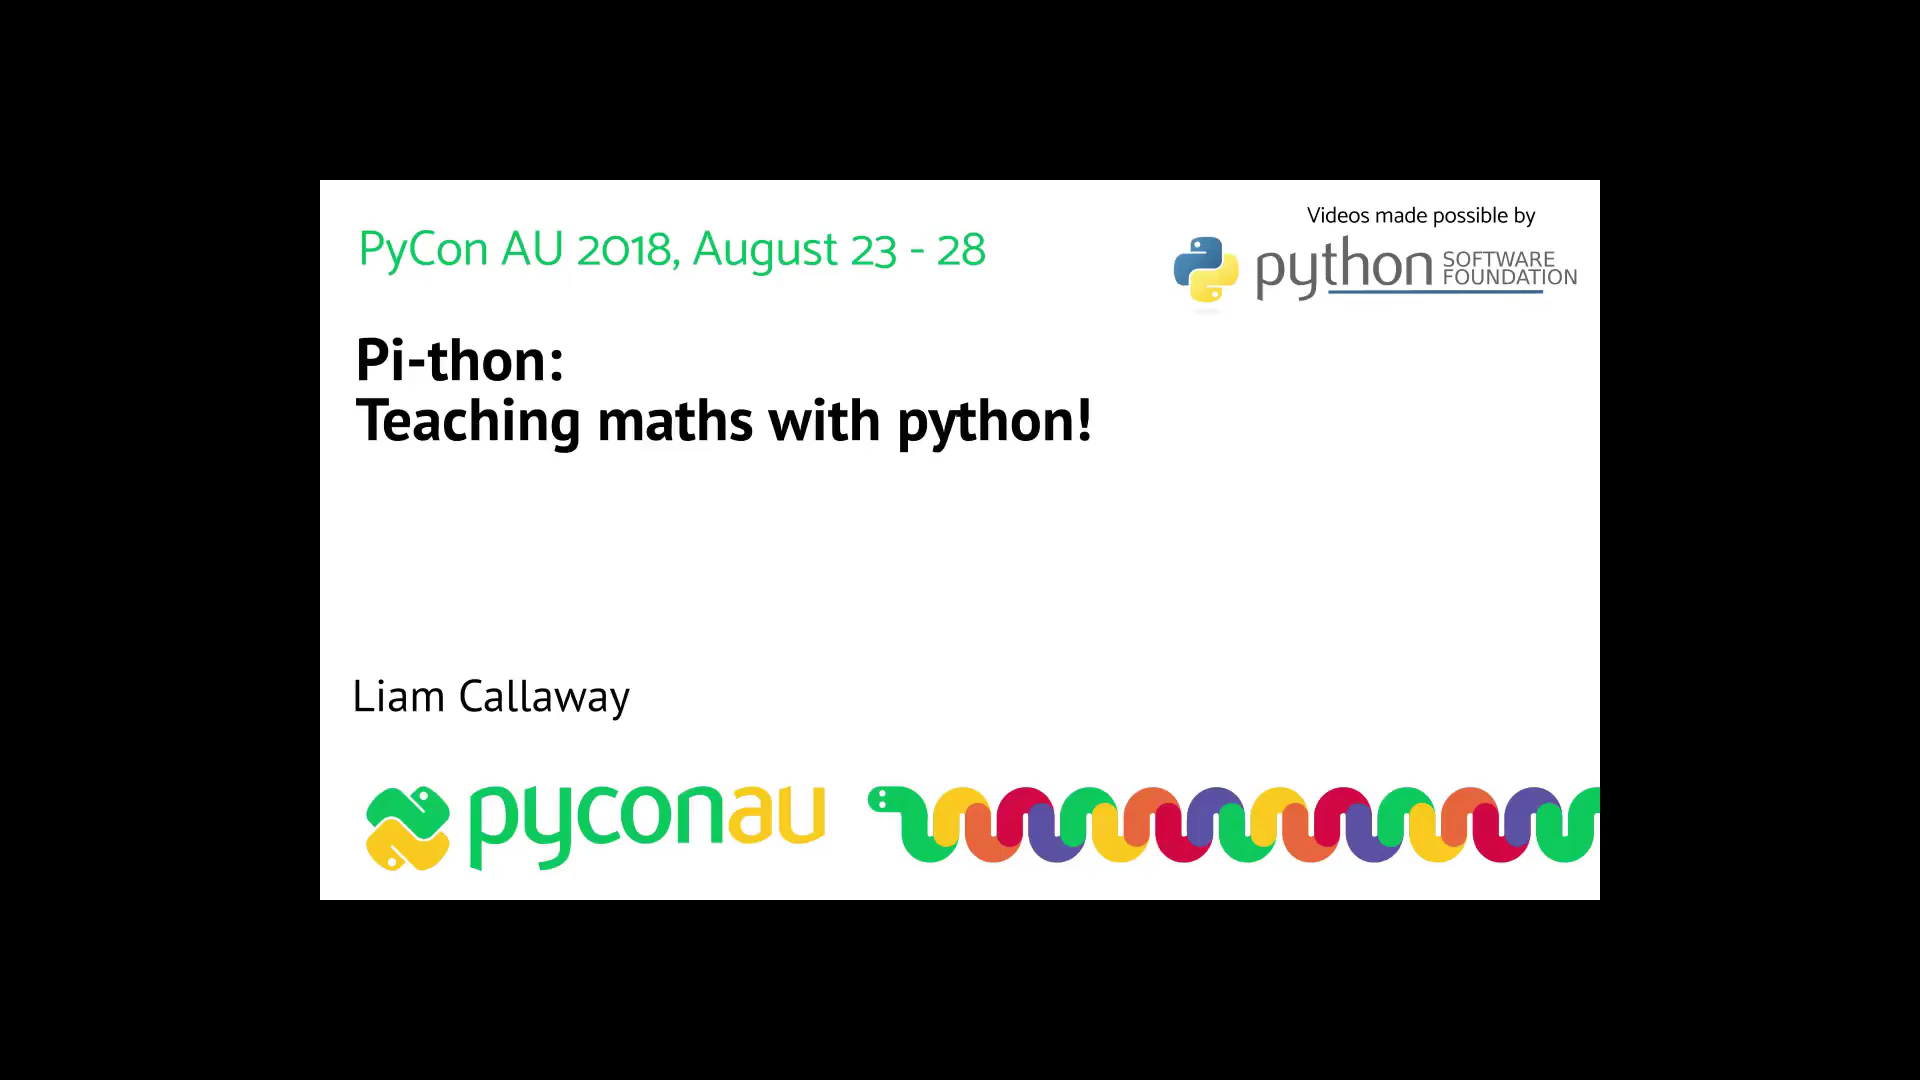 PyCon AU 2018, August 23 - 28
Videos made possible by
python SOFTWARE FOUNDATION
Pi-thon:
Teaching maths with python!
Liam Callaway
pyconau